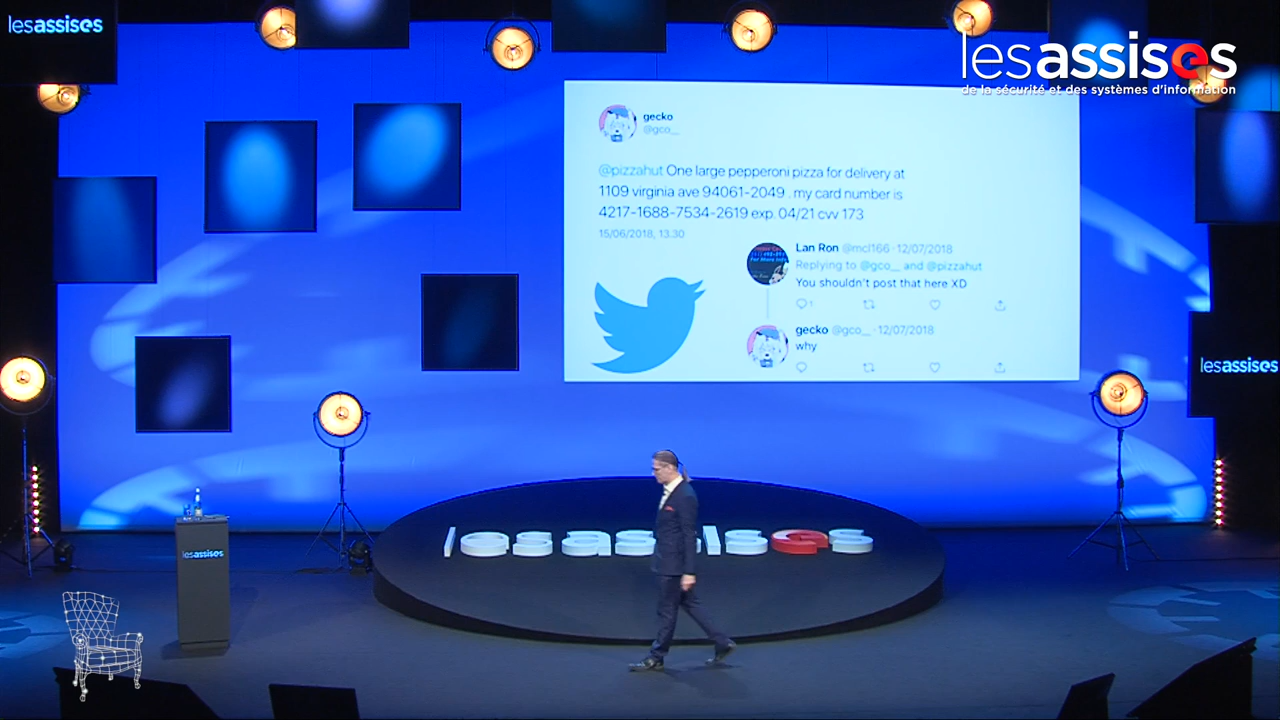 lesassises
lesassises
de la sécurité et des systèmes d'information
gecko
@gco__
@pizzahut One large pepperoni pizza for delivery at
1109 virginia ave 94061-2049 . my card number is
4217-1688-7534-2619 exp. 04/21 cvv 173
15/06/2018, 13.30
Lan Ron @mcl166 · 12/07/2018
Replying to @gco__ and @pizzahut
You shouldn't post that here XD
1
gecko @gco__ · 12/07/2018
why
lesassises
lesassises
lesassises